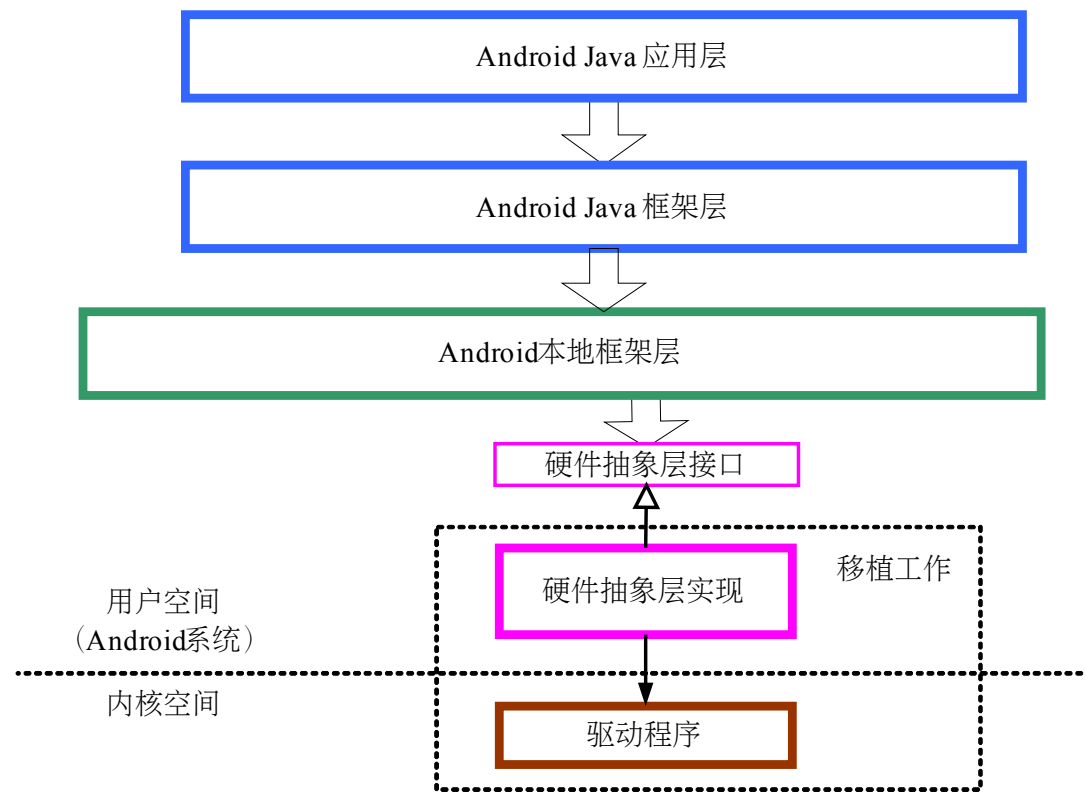 Android Java 应用层
Android Java 框架层
Android本地框架层
硬件抽象层接口
移植工作
硬件抽象层实现
用户空间
（Android系统）
内核空间
驱动程序